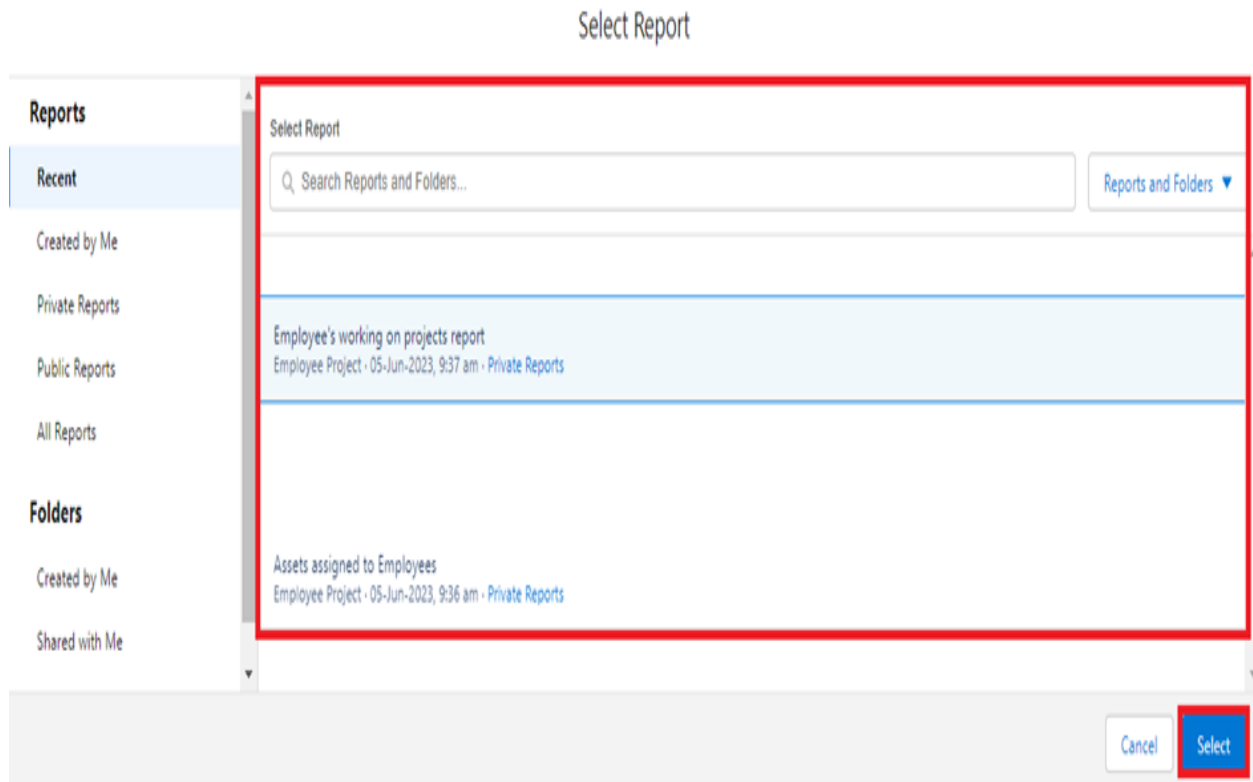 Select Report
Reports
Recent
Created by Me
Private Reports
Public Reports
All Reports
Folders
Created by Me
Shared with Me
Select Report
Search Reports and Folders...
Reports and Folders ▼
Employee's working on projects report
Employee Project · 05-Jun-2023, 9:37 am · Private Reports
Assets assigned to Employees
Employee Project · 05-Jun-2023, 9:36 am · Private Reports
Cancel
Select